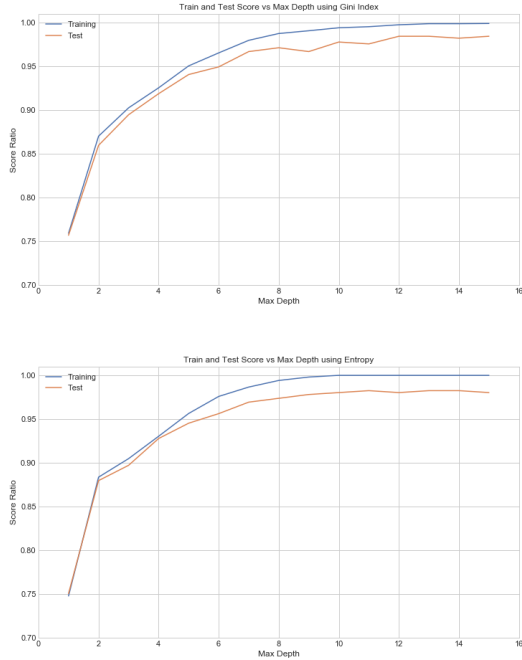 Train and Test Score vs Max Depth using Gini Index
1.00
Training
Test
0.95
0.90
Score Ratio
0.85
0.80
0.75
0.70
0 2 4 6 8 10 12 14 16
Max Depth
Train and Test Score vs Max Depth using Entropy
1.00
Training
Test
0.95
0.90
Score Ratio
0.85
0.80
0.75
0.70
0 2 4 6 8 10 12 14 16
Max Depth